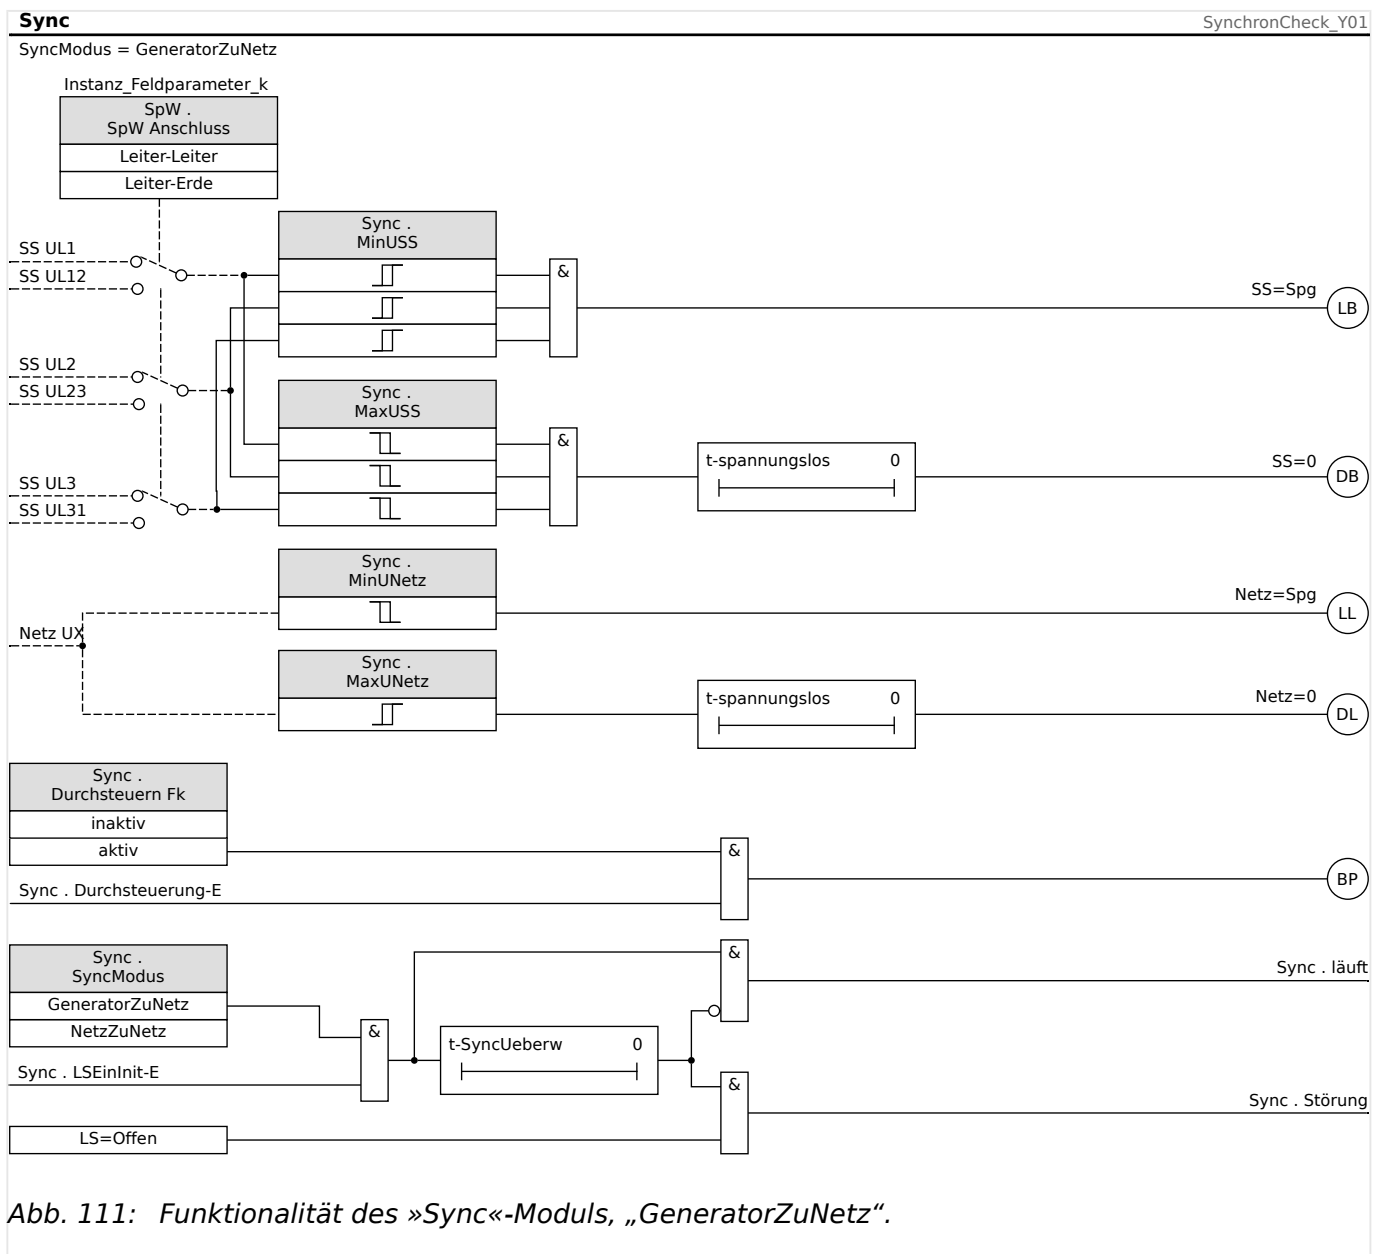 Sync
SynchronCheck_Y01
SyncModus = GeneratorZuNetz
Instanz_Feldparameter_k
SpW .
SpW Anschluss
Leiter-Leiter
Leiter-Erde
Sync .
MinUSS
SS UL1
SS UL12
&
SS=Spg
LB
SS UL2
SS UL23
Sync .
MaxUSS
&
t-spannungslos 0
SS=0
DB
SS UL3
SS UL31
Sync .
MinUNetz
Netz=Spg
LL
Netz UX
Sync .
MaxUNetz
t-spannungslos 0
Netz=0
DL
Sync .
Durchsteuern Fk
inaktiv
aktiv
&
BP
Sync . Durchsteuerung-E
Sync .
SyncModus
GeneratorZuNetz
NetzZuNetz
&
Sync . läuft
&
t-SyncUeberw 0
Sync . LSEinInit-E
&
Sync . Störung
LS=Offen
Abb. 111: Funktionalität des »Sync«-Moduls, „GeneratorZuNetz“.